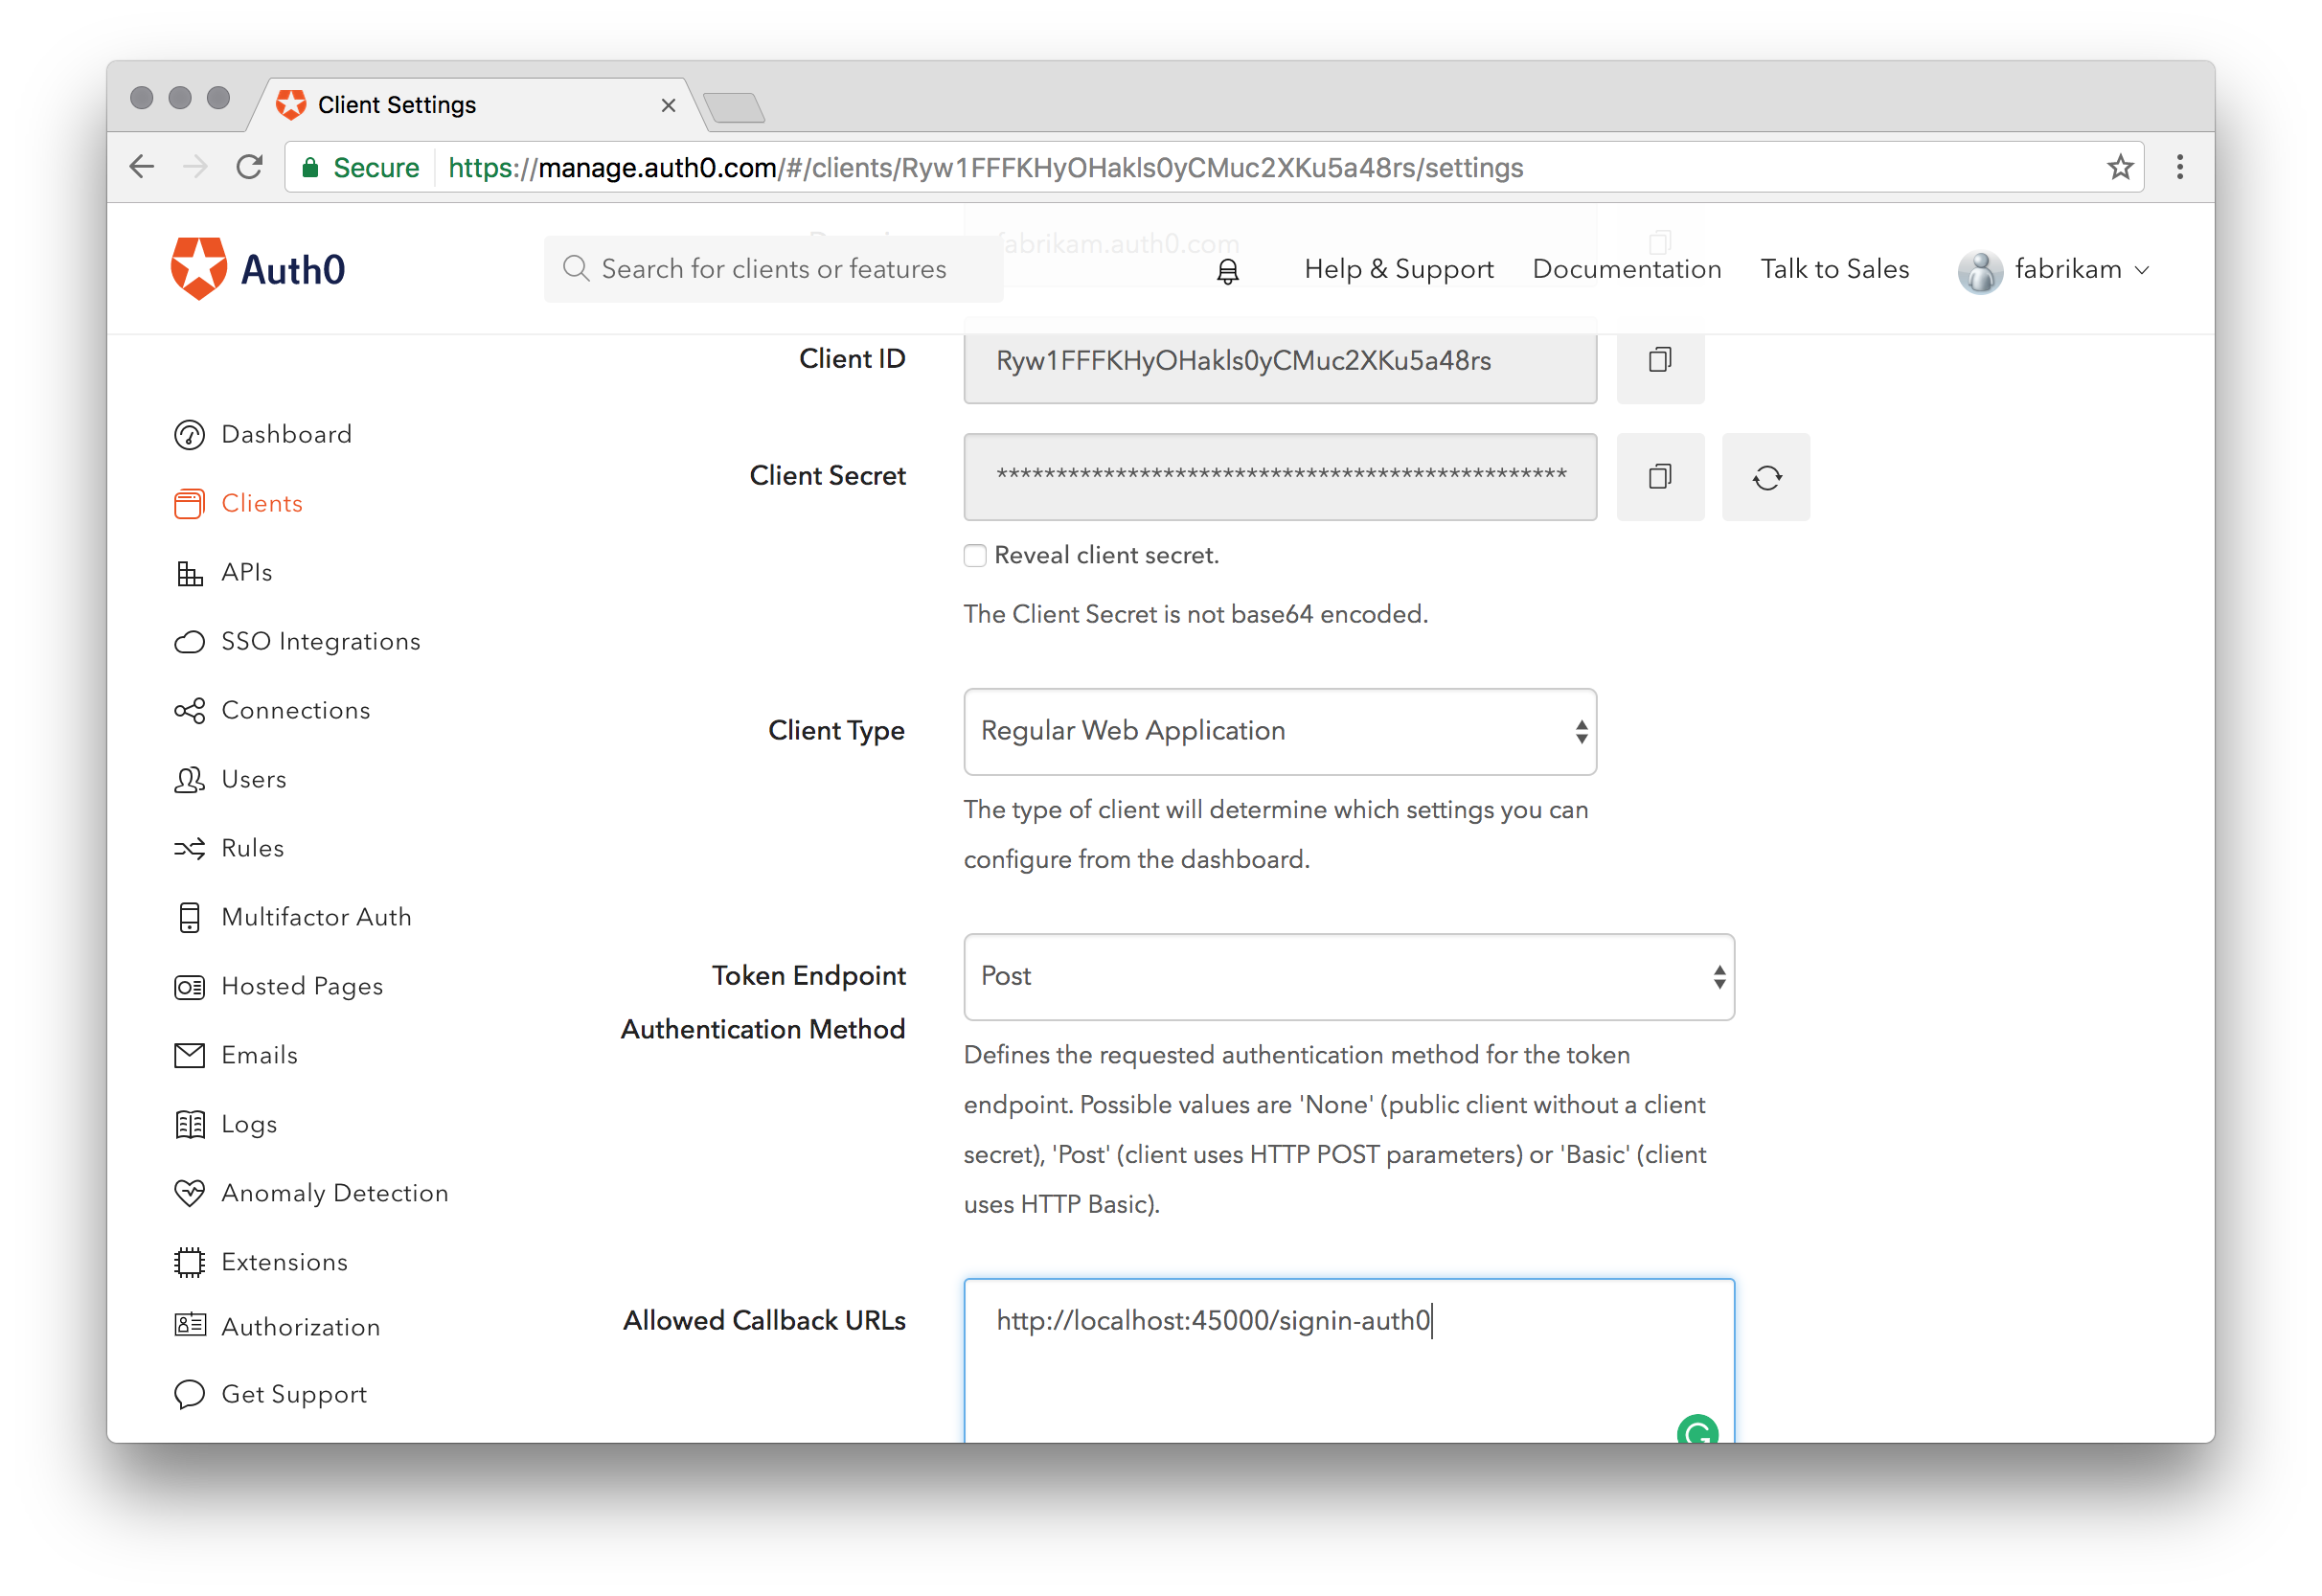 Client Settings
Secure https://manage.auth0.com/#/clients/Ryw1FFFKHyOHakls0yCMuc2XKu5a48rs/settings
fabrikam.auth0.com
Auth0 Search for clients or features Help & Support Documentation Talk to Sales fabrikam
Client ID Ryw1FFFKHyOHakls0yCMuc2XKu5a48rs
Dashboard
Client Secret ************************************************
Clients
Reveal client secret.
APIs
The Client Secret is not base64 encoded.
SSO Integrations
Connections
Client Type Regular Web Application
Users
The type of client will determine which settings you can
configure from the dashboard.
Rules
Multifactor Auth
Token Endpoint
Authentication Method
Post
Hosted Pages
Defines the requested authentication method for the token
endpoint. Possible values are 'None' (public client without a client
secret), 'Post' (client uses HTTP POST parameters) or 'Basic' (client
uses HTTP Basic).
Emails
Logs
Anomaly Detection
Extensions
Allowed Callback URLs http://localhost:45000/signin-auth0
Authorization
Get Support